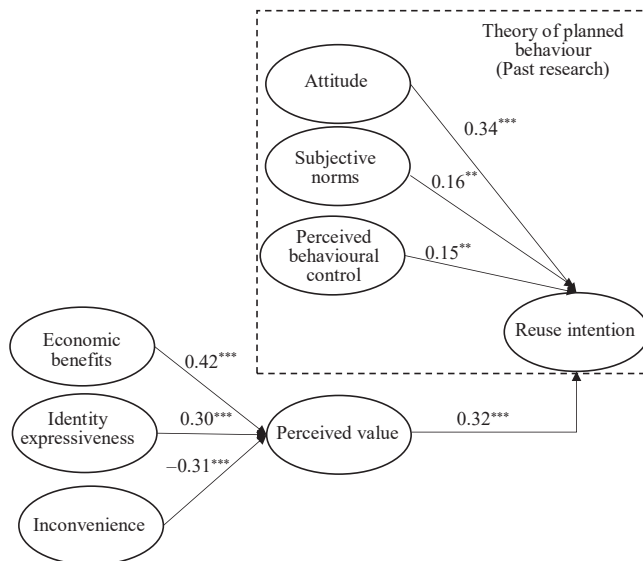 Theory of planned
behaviour
(Past research)
Attitude
0.34***
Subjective
norms
0.16**
Perceived
behavioural
control
0.15**
Reuse intention
Economic
benefits
0.42***
Identity
expressiveness
0.30***
Perceived value
0.32***
−0.31***
Inconvenience